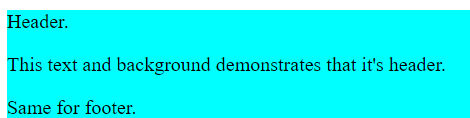 Header.
This text and background demonstrates that it's header.
Same for footer.